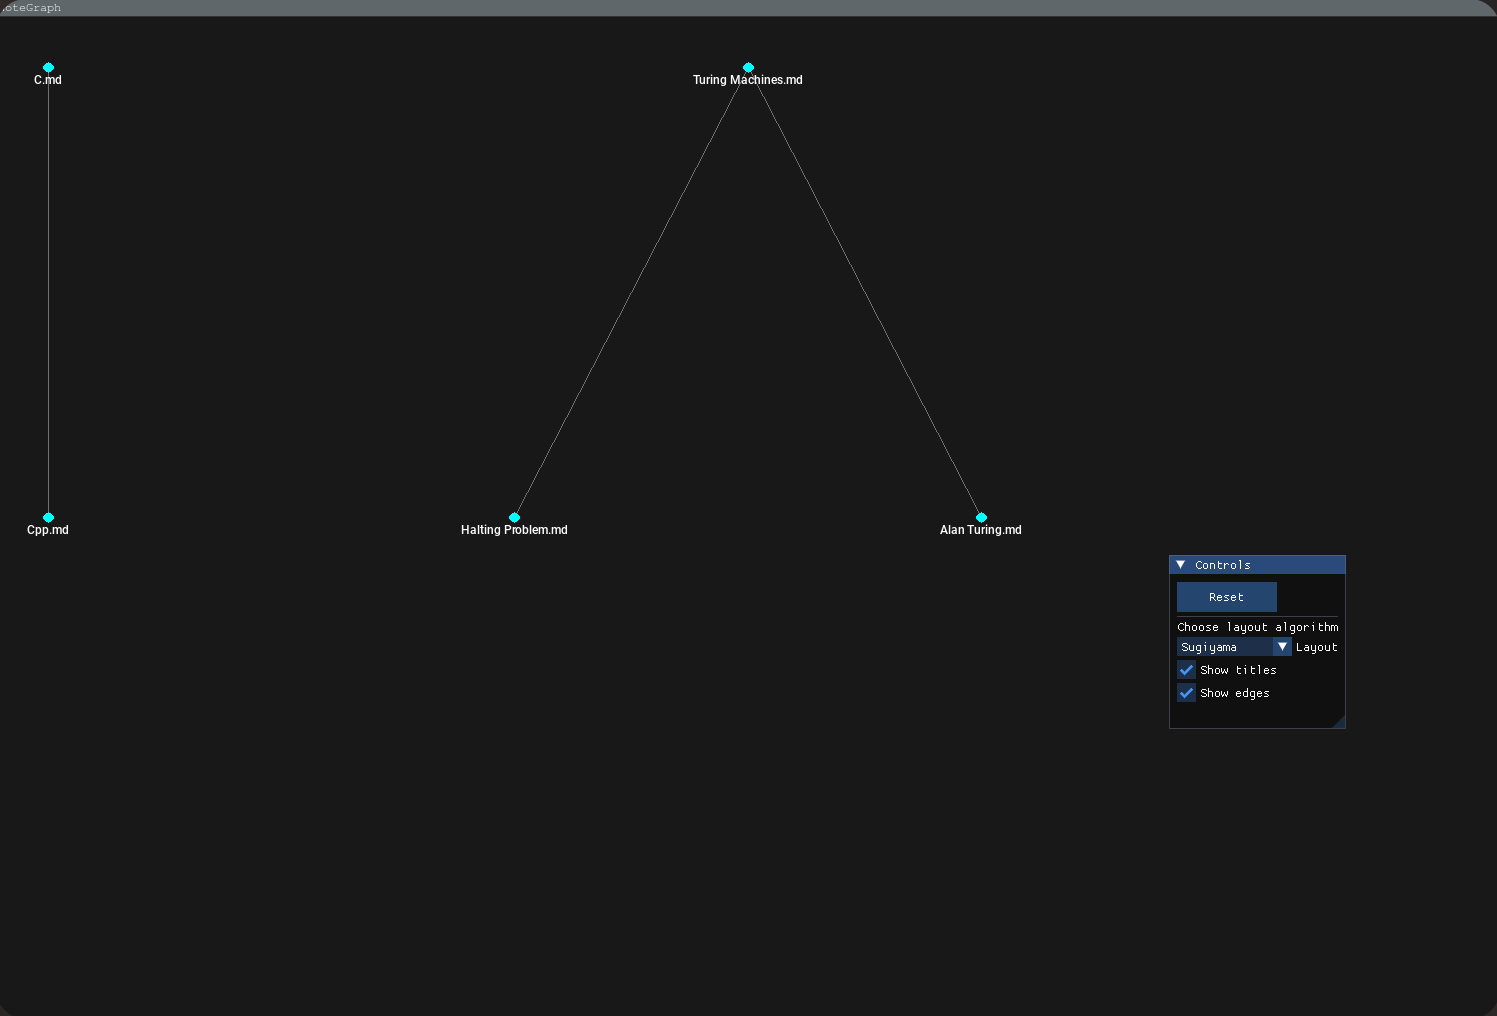 oteGraph
C.md
Turing Machines.md
Cpp.md
Halting Problem.md
Alan Turing.md
Controls
Reset
Choose layout algorithm
Sugiyama Layout
Show titles
Show edges